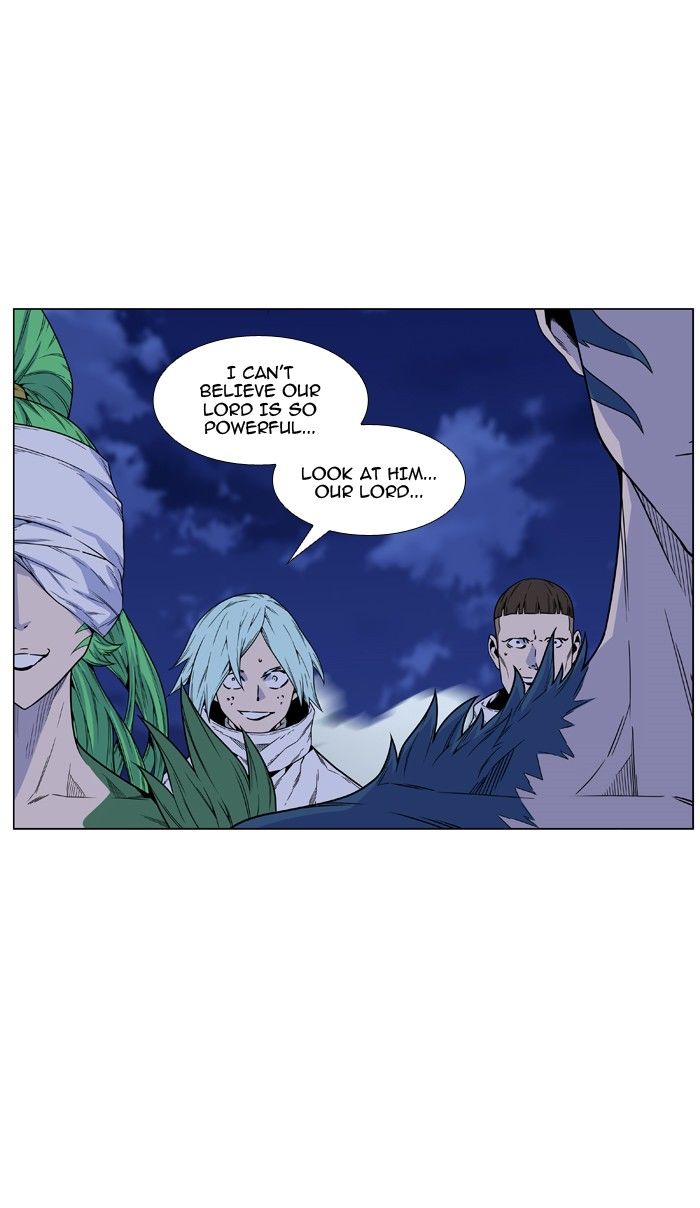 I CAN'T
BELIEVE OUR
LORD IS SO
POWERFUL...
LOOK AT HIM...
OUR LORD...